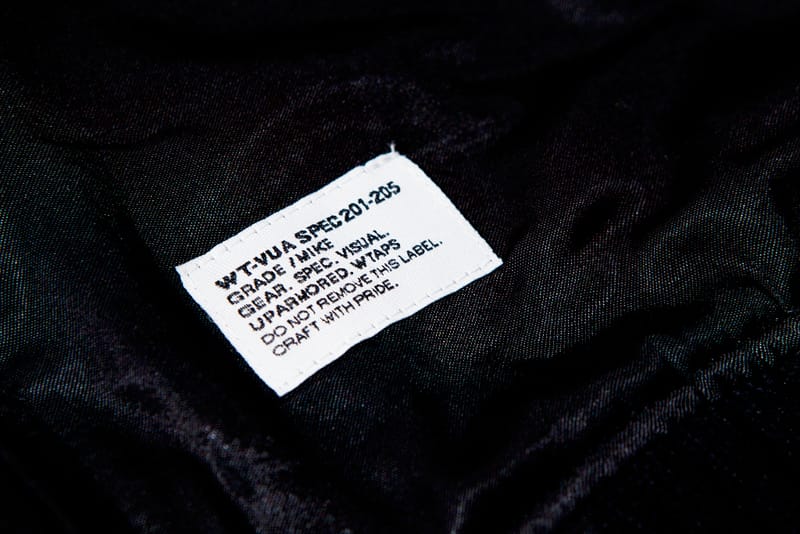 WT-VUA SPEC 201-205
GRADE / MIKE
GEAR. SPEC. VISUAL.
UPARMORED. WTAPS
DO NOT REMOVE THIS LABEL.
CRAFT WITH PRIDE.